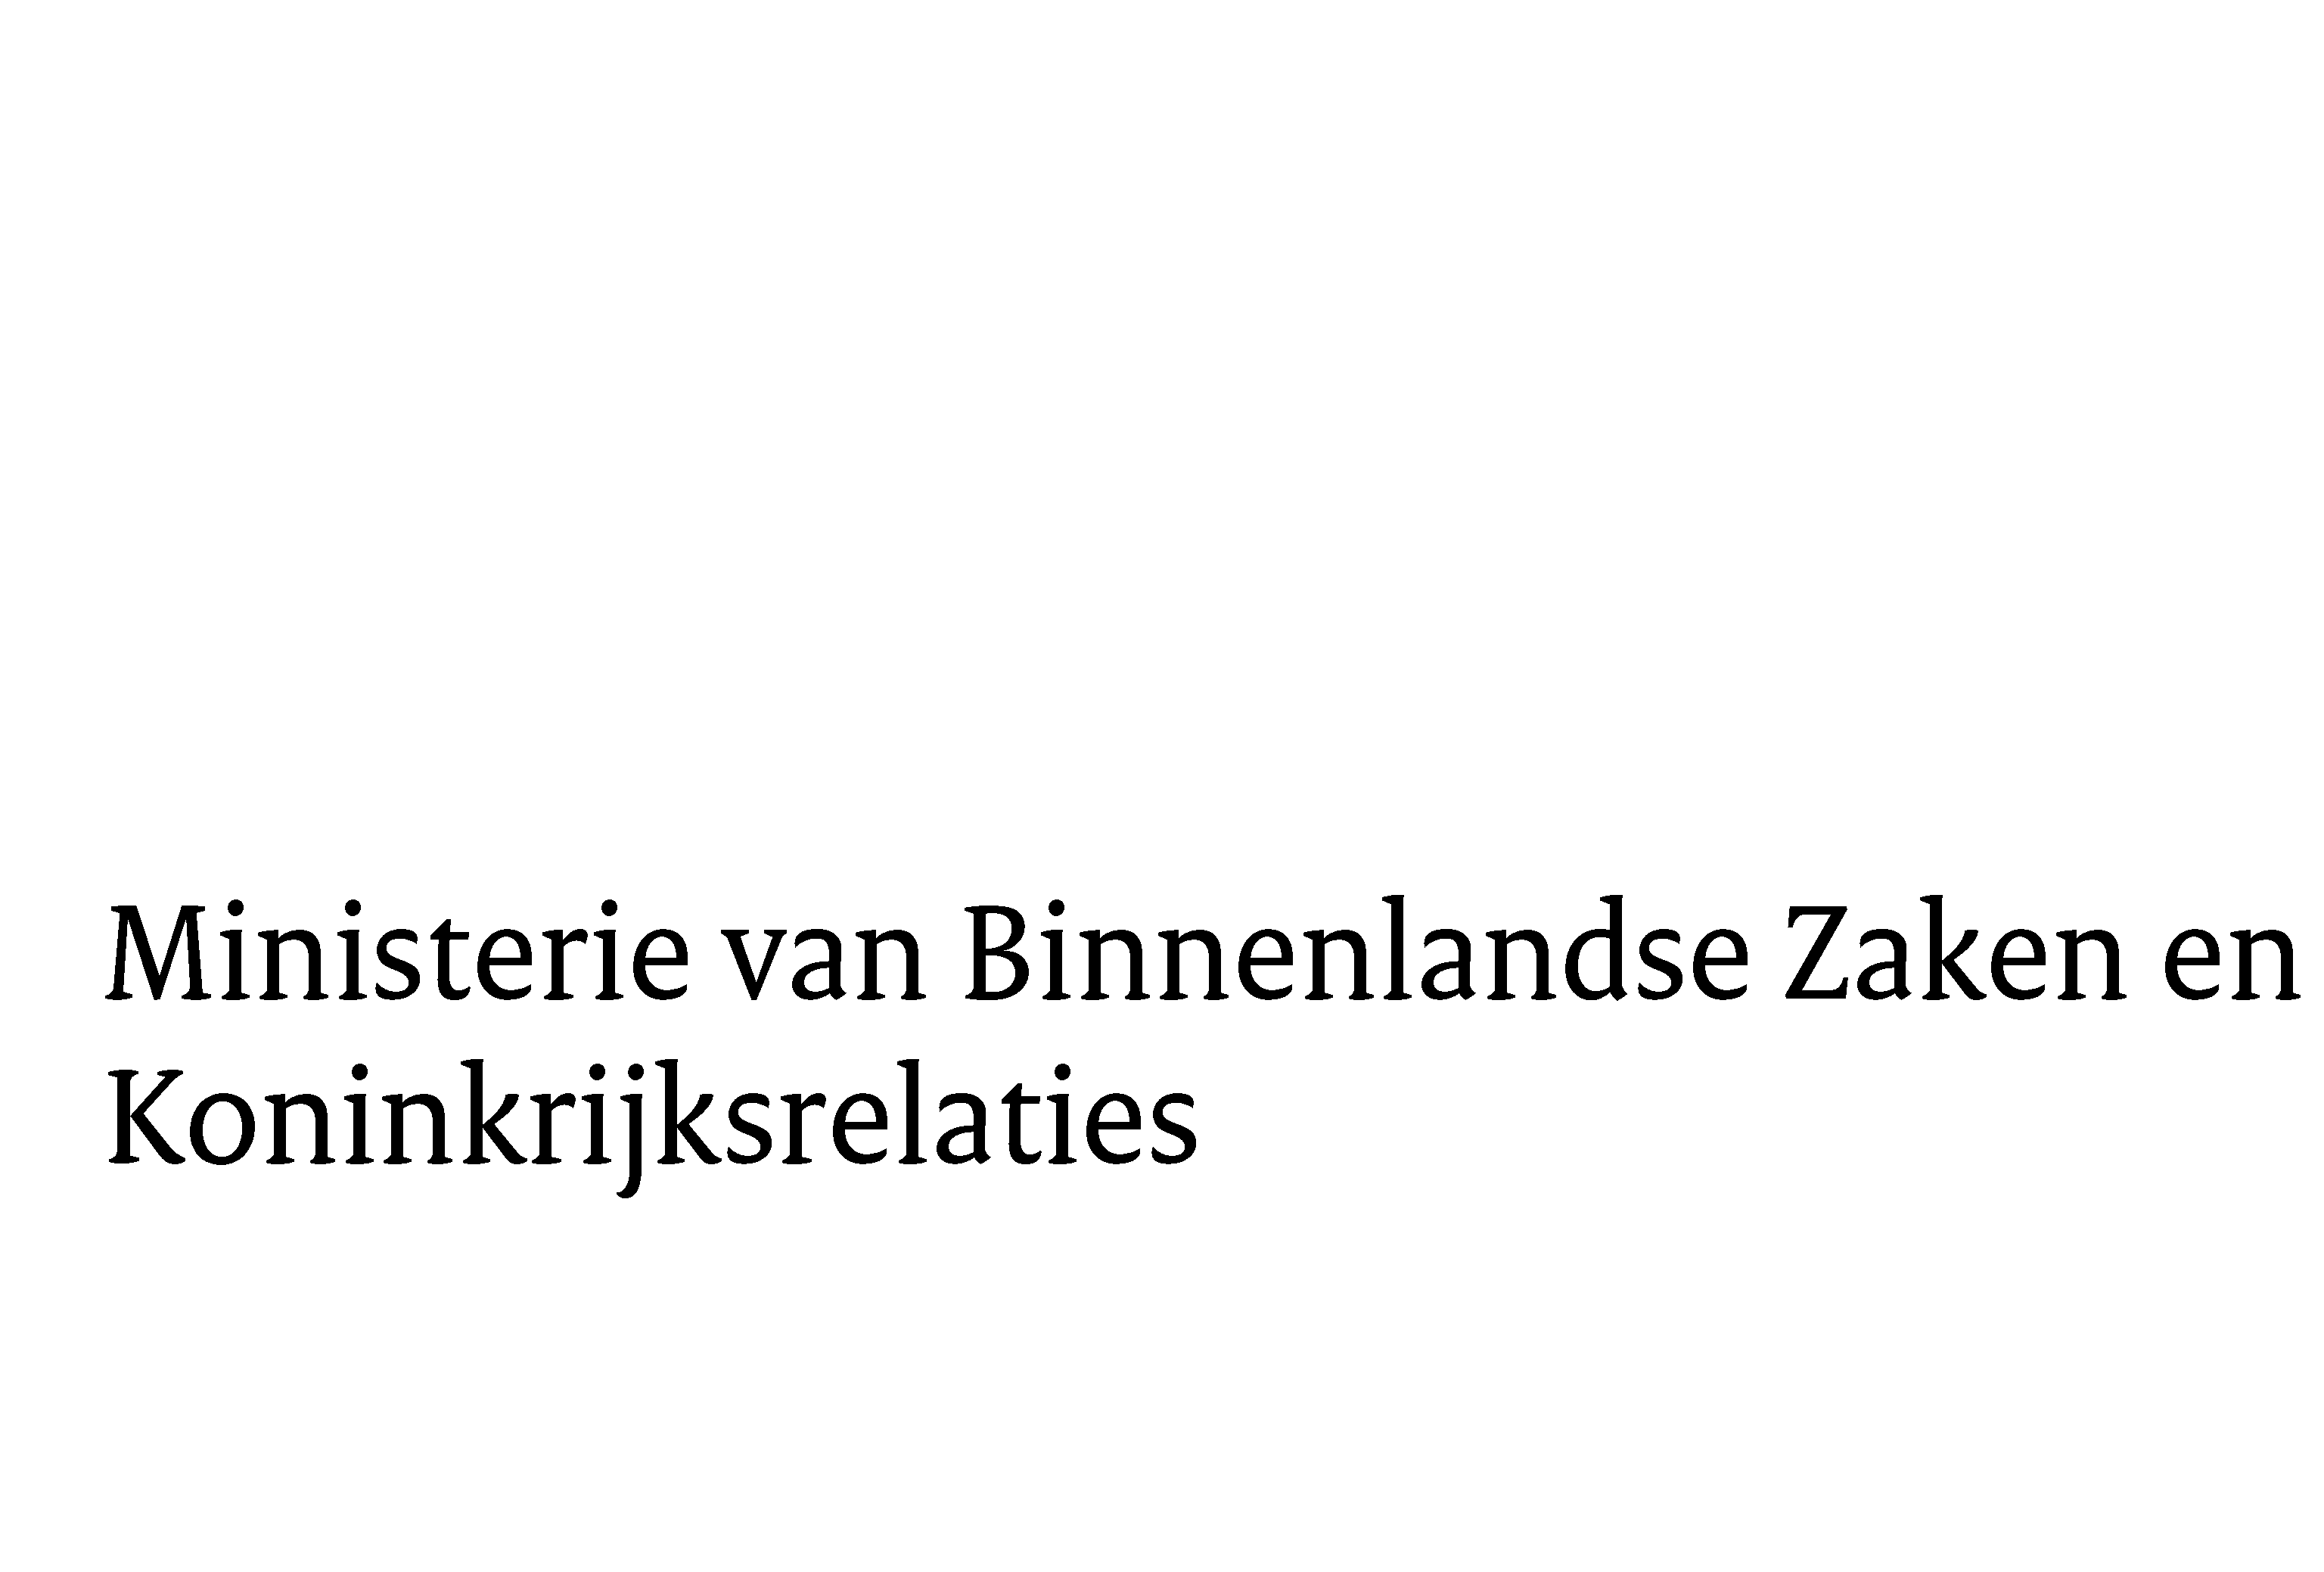 Ministerie van Binnenlandse Zaken en
Koninkrijksrelaties